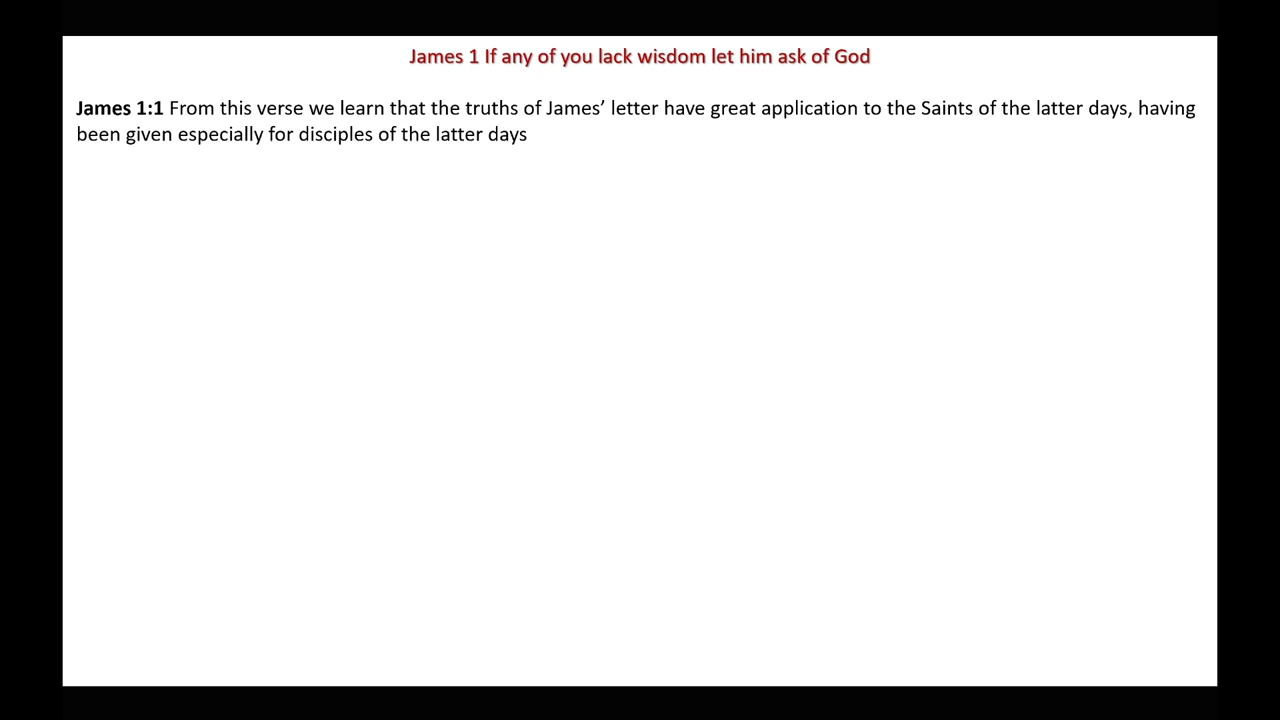 James 1 If any of you lack wisdom let him ask of God
James 1:1 From this verse we learn that the truths of James’ letter have great application to the Saints of the latter days, having
been given especially for disciples of the latter days